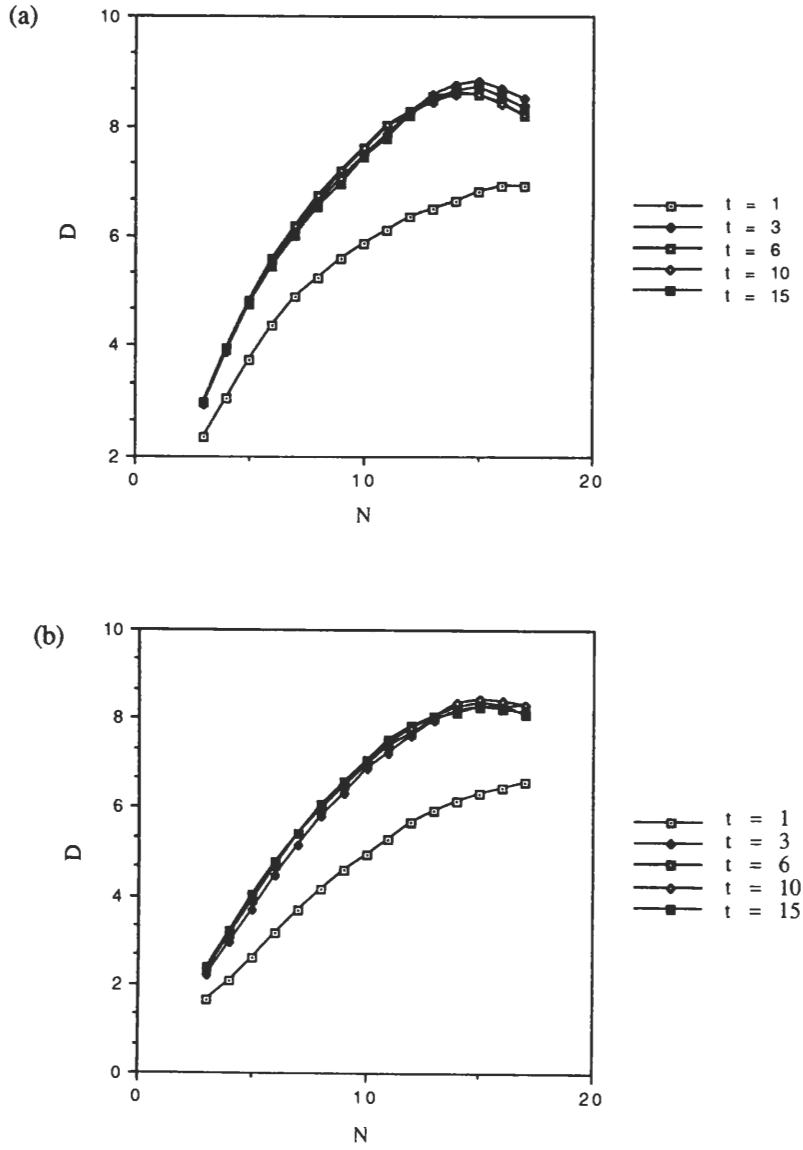 (a)
10
8
6
4
2
D
0
10
20
N
t = 1
t = 3
t = 6
t = 10
t = 15
(b)
10
8
6
4
2
0
D
0
10
20
N
t = 1
t = 3
t = 6
t = 10
t = 15